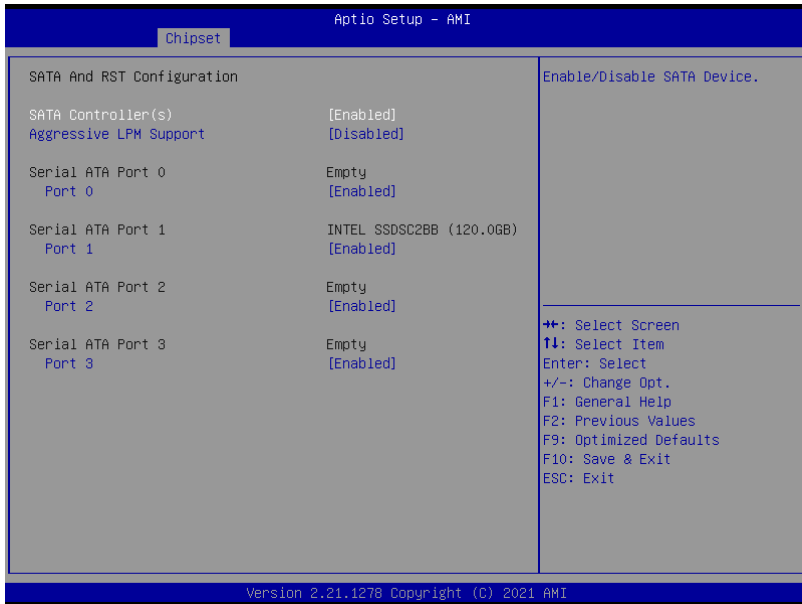 Aptio Setup - AMI
Chipset
SATA And RST Configuration
SATA Controller(s) [Enabled]
Aggressive LPM Support [Disabled]
Serial ATA Port 0 Empty
Port 0 [Enabled]
Serial ATA Port 1 INTEL SSDSC2BB (120.0GB)
Port 1 [Enabled]
Serial ATA Port 2 Empty
Port 2 [Enabled]
Serial ATA Port 3 Empty
Port 3 [Enabled]
Enable/Disable SATA Device.
→←: Select Screen
↑↓: Select Item
Enter: Select
+/-: Change Opt.
F1: General Help
F2: Previous Values
F9: Optimized Defaults
F10: Save & Exit
ESC: Exit
Version 2.21.1278 Copyright (C) 2021 AMI